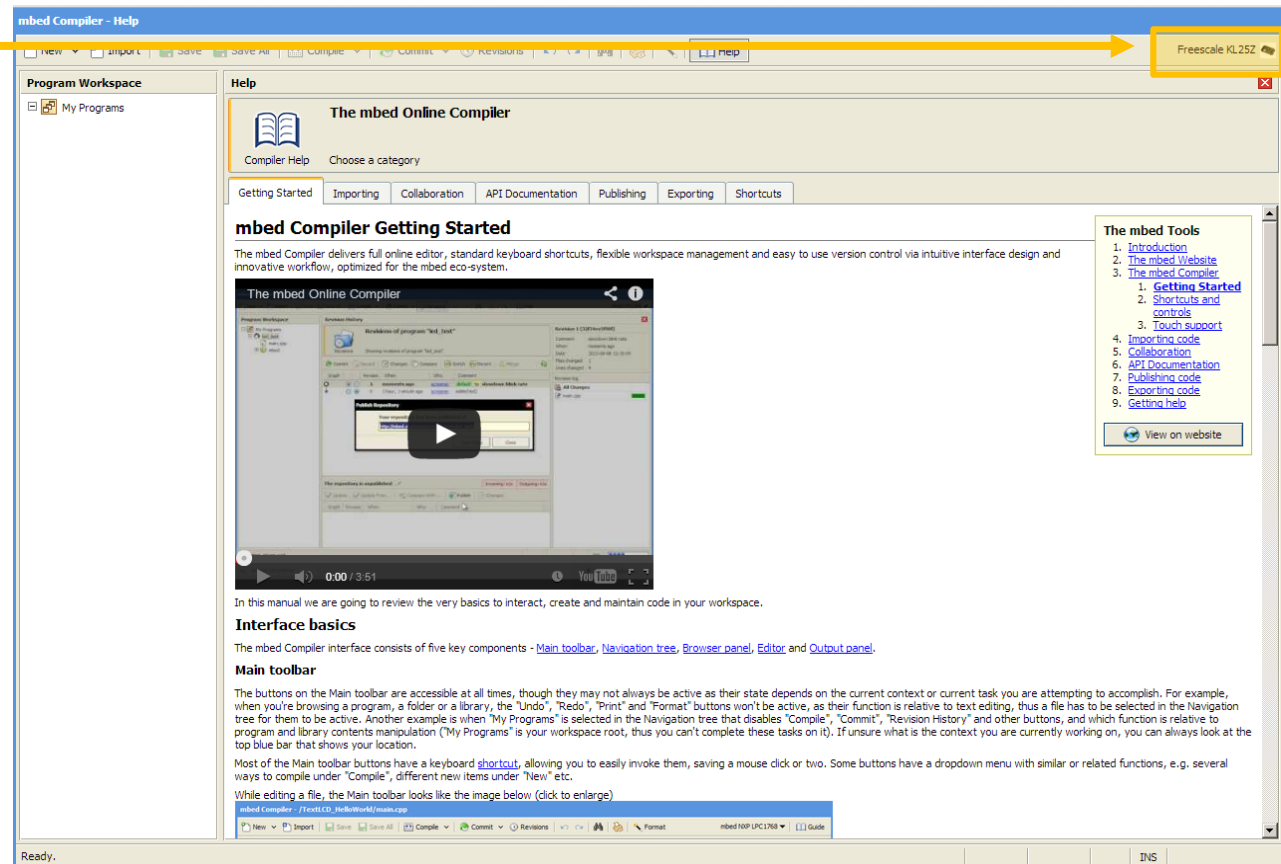 mbed Compiler - Help
New Import Save Save All Compile Commit Revisions Help Freescale KL25Z
Program Workspace
My Programs
Help
The mbed Online Compiler
Compiler Help Choose a category
Getting Started Importing Collaboration API Documentation Publishing Exporting Shortcuts
mbed Compiler Getting Started
The mbed Compiler delivers full online editor, standard keyboard shortcuts, flexible workspace management and easy to use version control via intuitive interface design and
innovative workflow, optimized for the mbed eco-system.
The mbed Online Compiler
Program Workspace Revision History
My Programs
Revisions of program "led_test"
Publish Repository
0:00 / 3:51 YouTube
In this manual we are going to review the very basics to interact, create and maintain code in your workspace.
Interface basics
The mbed Compiler interface consists of five key components - Main toolbar, Navigation tree, Browser panel, Editor and Output panel.
Main toolbar
The buttons on the Main toolbar are accessible at all times, though they may not always be active as their state depends on the current context or current task you are attempting to accomplish. For example,
when you're browsing a program, a folder or a library, the "Undo", "Redo", "Print" and "Format" buttons won't be active, as their function is relative to text editing, thus a file has to be selected in the Navigation
tree for them to be active. Another example is when "My Programs" is selected in the Navigation tree that disables "Compile", "Commit", "Revision History" and other buttons, and which function is relative to
program and library contents manipulation ("My Programs" is your workspace root, thus you can't complete these tasks on it). If unsure what is the context you are currently working on, you can always look at the
top blue bar that shows your location.
Most of the Main toolbar buttons have a keyboard shortcut, allowing you to easily invoke them, saving a mouse click or two. Some buttons have a dropdown menu with similar or related functions, e.g. several
ways to compile under "Compile", different new items under "New" etc.
While editing a file, the Main toolbar looks like the image below (click to enlarge)
mbed Compiler - /TextLCD_HelloWorld/main.cpp
New Import Save Save All Compile Commit Revisions Format mbed NXP LPC1768 Guide
The mbed Tools
1. Introduction
2. The mbed Website
3. The mbed Compiler
1. Getting Started
2. Shortcuts and
controls
3. Touch support
4. Importing code
5. Collaboration
6. API Documentation
7. Publishing code
8. Exporting code
9. Getting help
View on website
Ready. INS